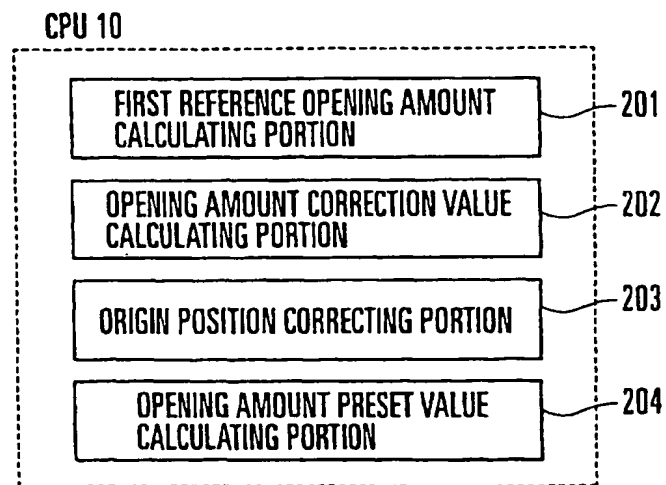 CPU 10
FIRST REFERENCE OPENING AMOUNT
CALCULATING PORTION
201
OPENING AMOUNT CORRECTION VALUE
CALCULATING PORTION
202
ORIGIN POSITION CORRECTING PORTION
203
OPENING AMOUNT PRESET VALUE
CALCULATING PORTION
204